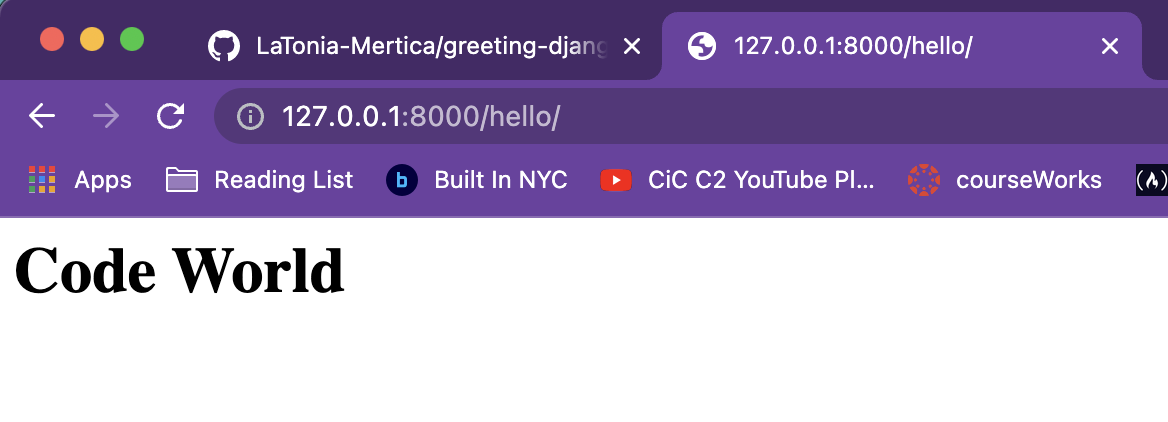 LaTonia-Mertica/greeting-djang
127.0.0.1:8000/hello/
127.0.0.1:8000/hello/
Apps Reading List b Built In NYC CiC C2 YouTube Pl... courseWorks
Code World